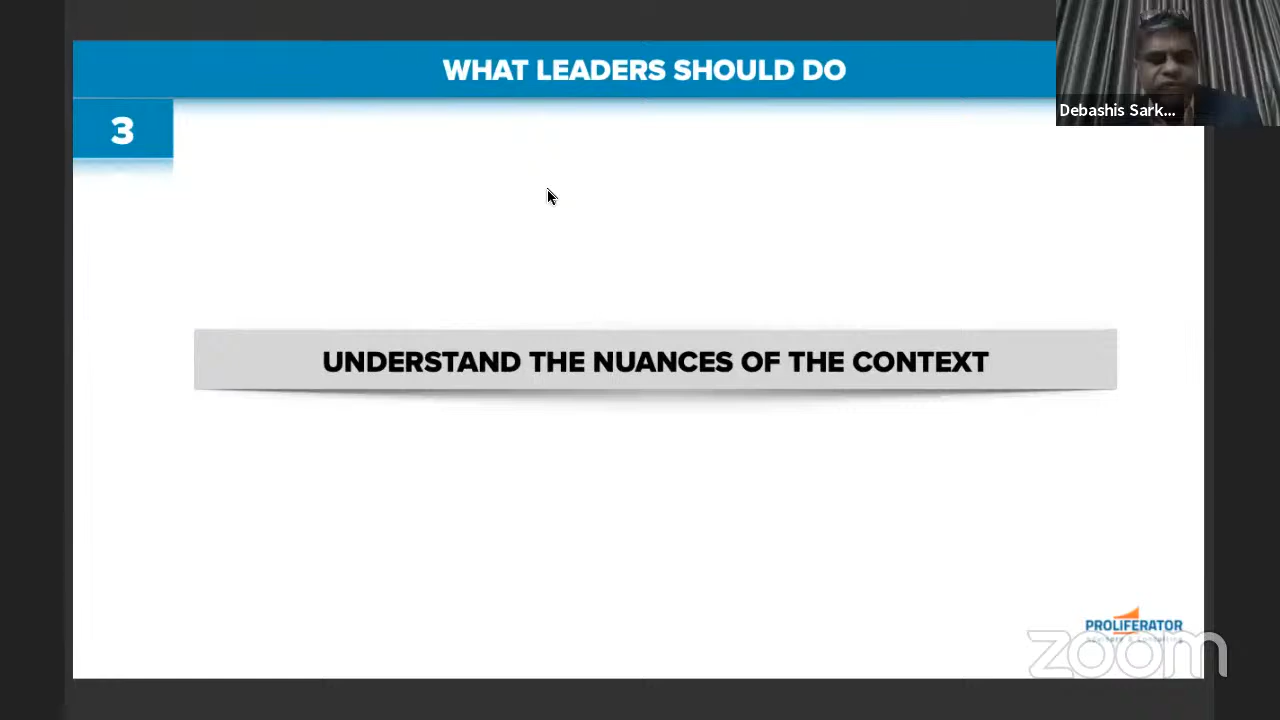 WHAT LEADERS SHOULD DO
Debashis Sark...
3
UNDERSTAND THE NUANCES OF THE CONTEXT
PROLIFERATOR
zoom